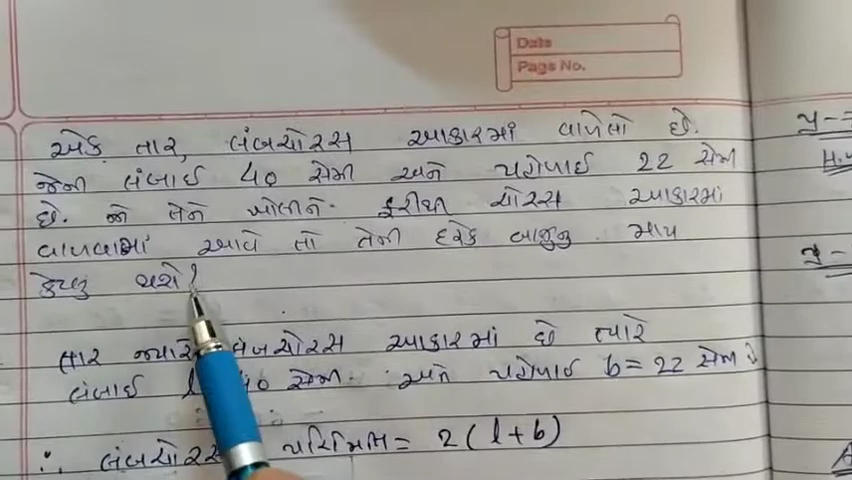 Date
Page No.
એક તાર, લંબચોરસ આકારમાં વાળેલો છે.
જેની લંબાઈ 40 સેમી અને પહોળાઈ 22 સેમી
છે. જો તેને ખોલીને ફરીથી ચોરસ આકારમાં
વાળવામાં આવે તો તેની દરેક બાજુનુ માપ
કેટલુ થશે?
તાર જ્યારે લંબચોરસ આકારમાં છે ત્યારે
લંબાઈ l 40 સેમી. અને પહોળાઈ b = 22 સેમી
∴ લંબચોરસ પરિમિતિ = 2 ( l + b )